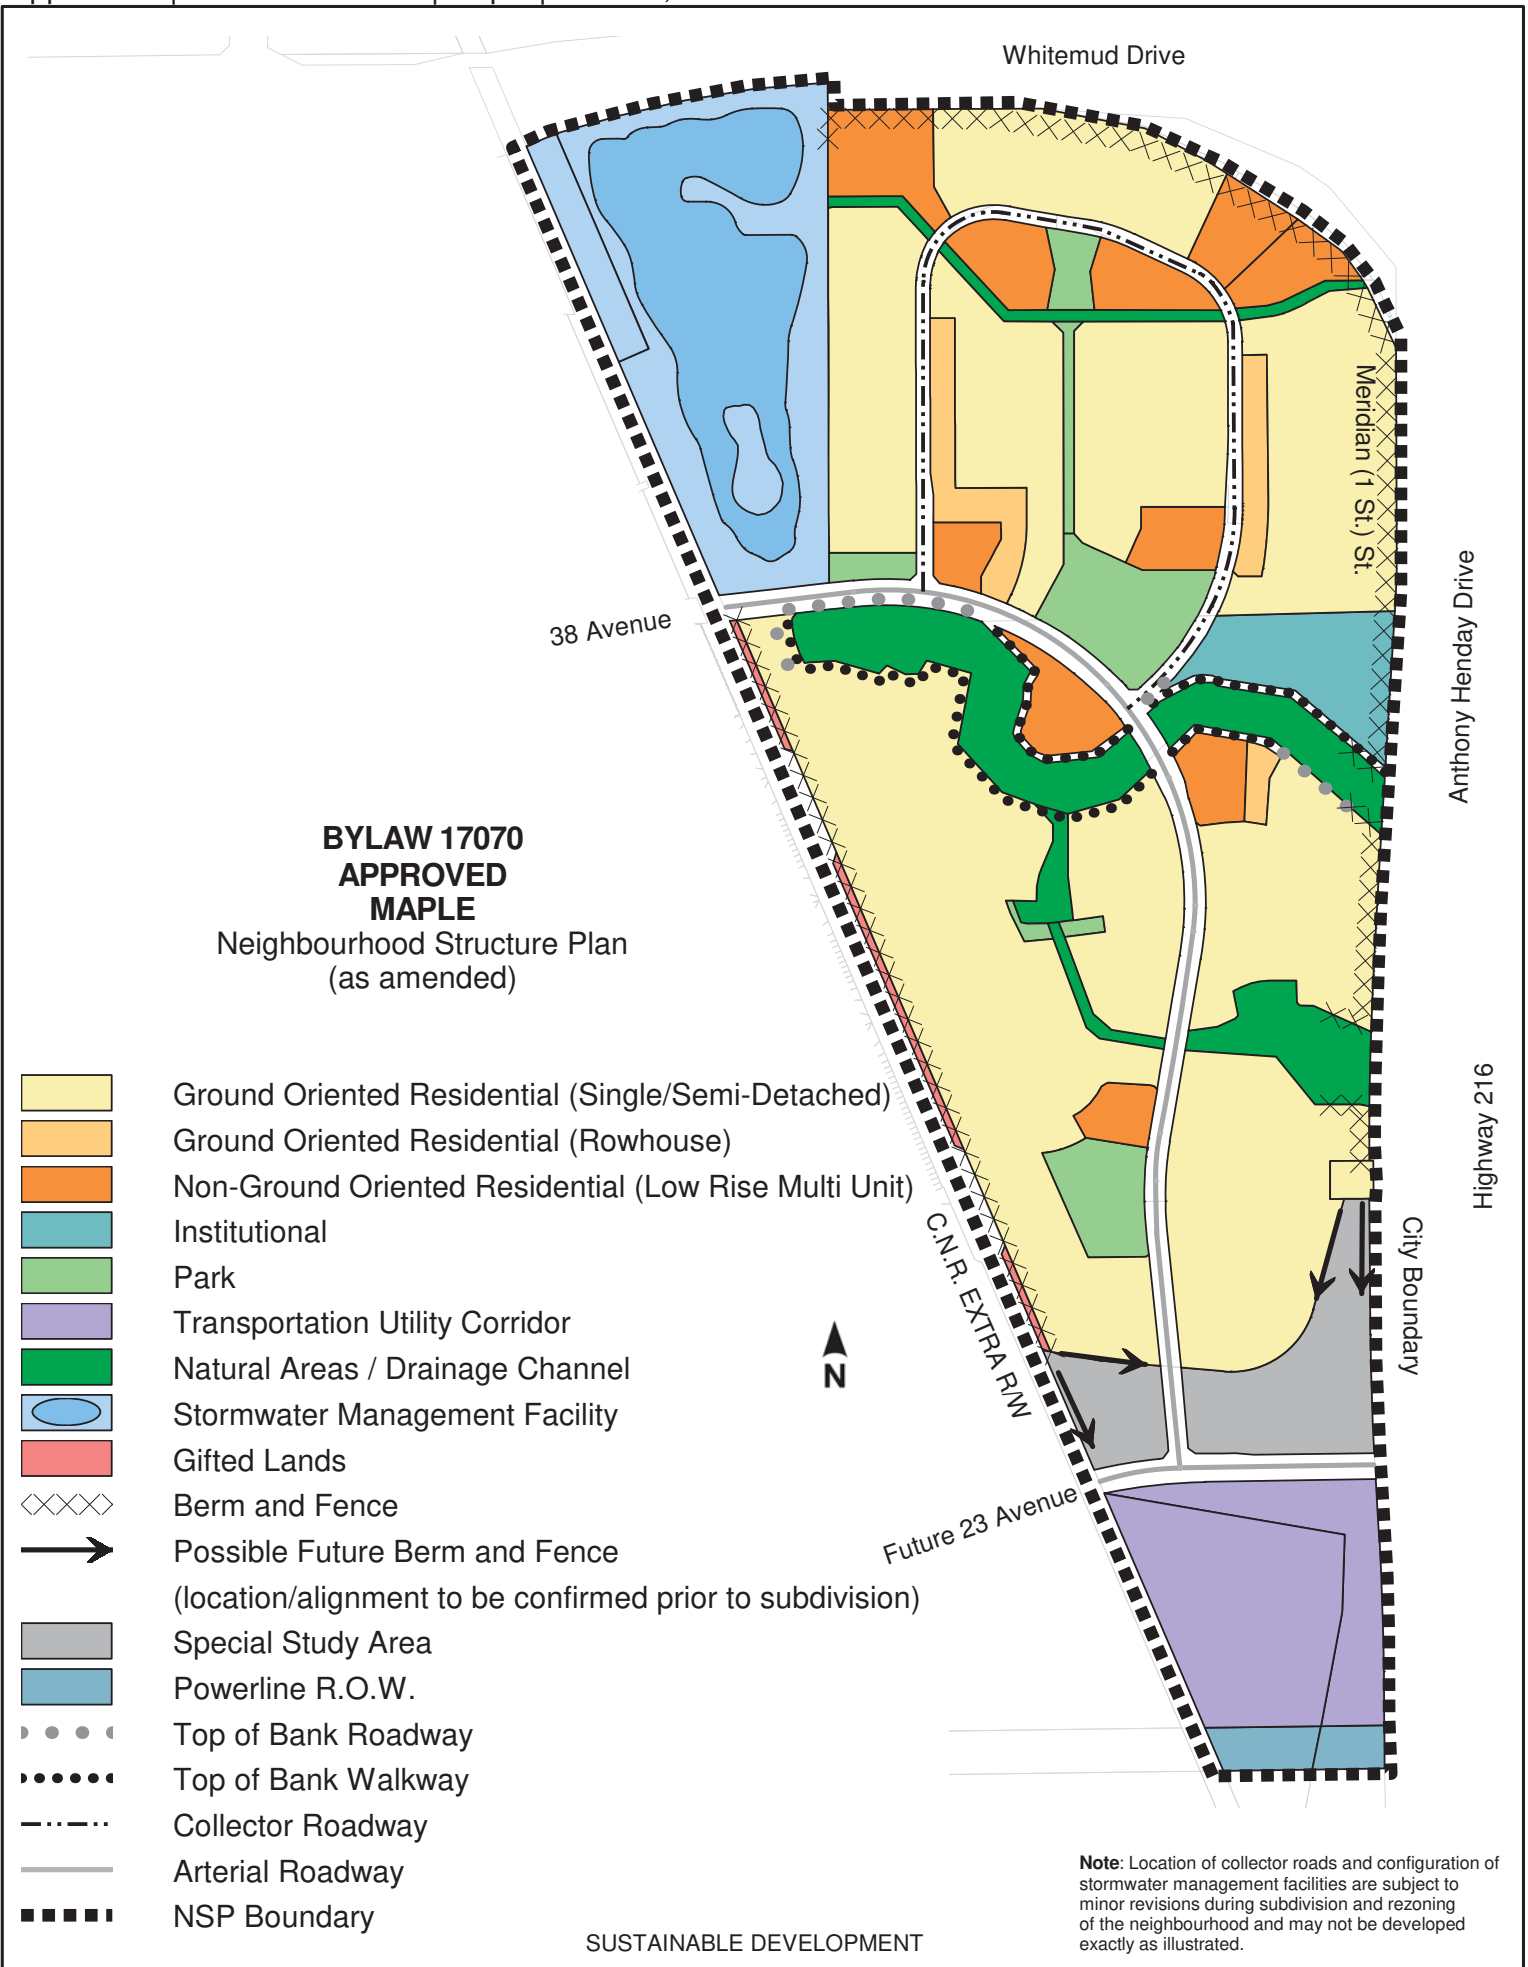 Whitemud Drive
Meridian (1 St.) St.
38 Avenue
Anthony Henday Drive
BYLAW 17070
APPROVED
MAPLE
Neighbourhood Structure Plan
(as amended)
Highway 216
City Boundary
C.N.R. EXTRA R/W
N
Future 23 Avenue
Ground Oriented Residential (Single/Semi-Detached)
Ground Oriented Residential (Rowhouse)
Non-Ground Oriented Residential (Low Rise Multi Unit)
Institutional
Park
Transportation Utility Corridor
Natural Areas / Drainage Channel
Stormwater Management Facility
Gifted Lands
Berm and Fence
Possible Future Berm and Fence
(location/alignment to be confirmed prior to subdivision)
Special Study Area
Powerline R.O.W.
Top of Bank Roadway
Top of Bank Walkway
Collector Roadway
Arterial Roadway
NSP Boundary
SUSTAINABLE DEVELOPMENT
Note: Location of collector roads and configuration of
stormwater management facilities are subject to
minor revisions during subdivision and rezoning
of the neighbourhood and may not be developed
exactly as illustrated.